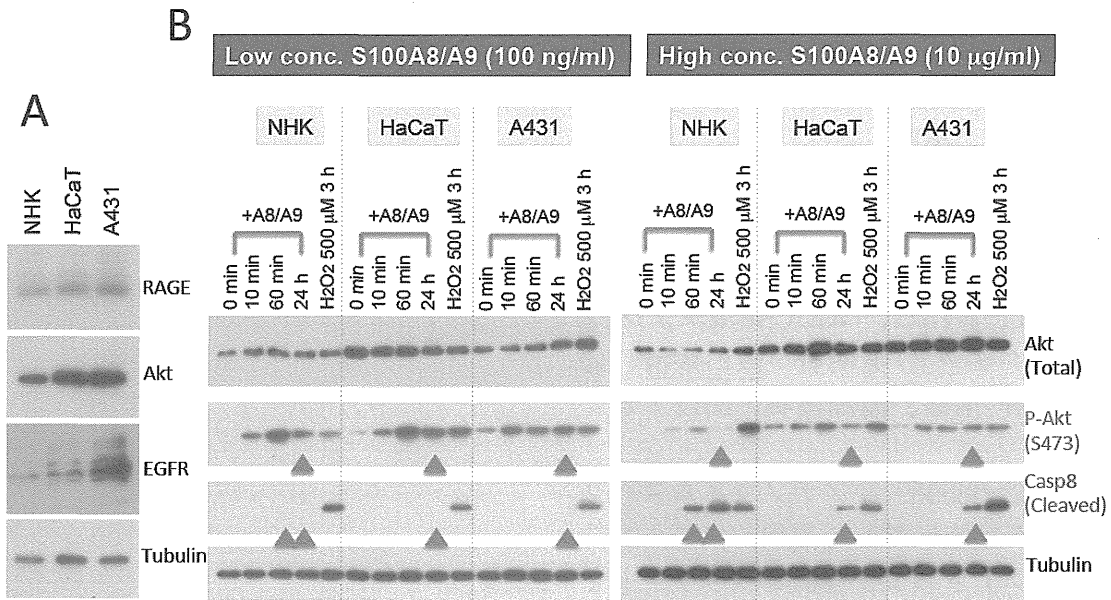 B
Low conc. S100A8/A9 (100 ng/ml)
High conc. S100A8/A9 (10 µg/ml)
A
NHK
HaCaT
A431
RAGE
Akt
EGFR
Tubulin
NHK
HaCaT
A431
+A8/A9
+A8/A9
+A8/A9
0 min
10 min
60 min
24 h
H2O2 500 µM 3 h
0 min
10 min
60 min
24 h
H2O2 500 µM 3 h
0 min
10 min
60 min
24 h
H2O2 500 µM 3 h
NHK
HaCaT
A431
+A8/A9
+A8/A9
+A8/A9
0 min
10 min
60 min
24 h
H2O2 500 µM 3 h
0 min
10 min
60 min
24 h
H2O2 500 µM 3 h
0 min
10 min
60 min
24 h
H2O2 500 µM 3 h
Akt
(Total)
P-Akt
(S473)
Casp8
(Cleaved)
Tubulin